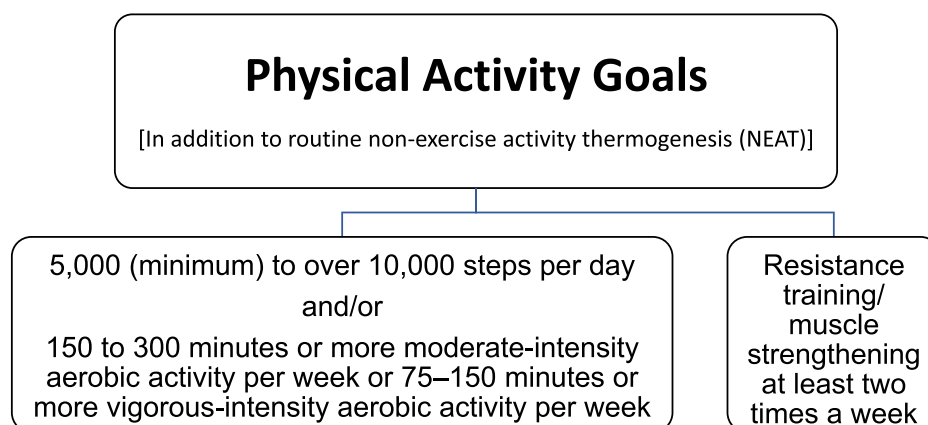 Physical Activity Goals
[In addition to routine non-exercise activity thermogenesis (NEAT)]
5,000 (minimum) to over 10,000 steps per day
and/or
150 to 300 minutes or more moderate-intensity
aerobic activity per week or 75–150 minutes or
more vigorous-intensity aerobic activity per week
Resistance
training/
muscle
strengthening
at least two
times a week